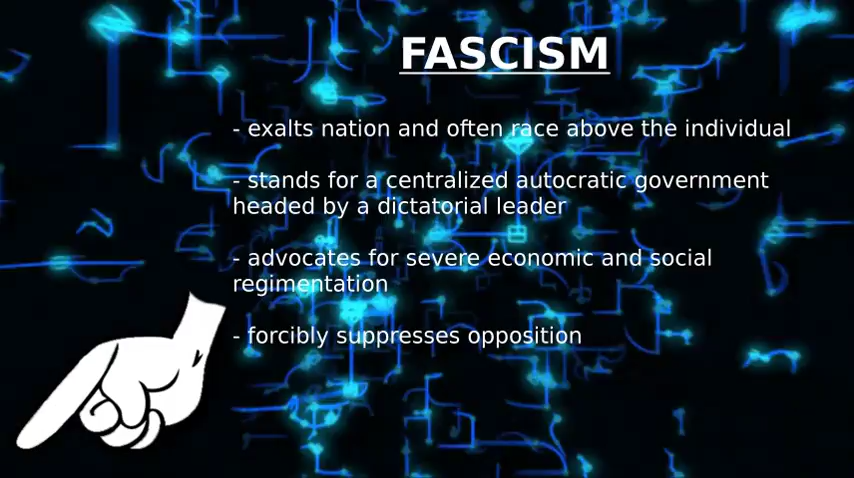 FASCISM
- exalts nation and often race above the individual
- stands for a centralized autocratic government
headed by a dictatorial leader
- advocates for severe economic and social
regimentation
- forcibly suppresses opposition